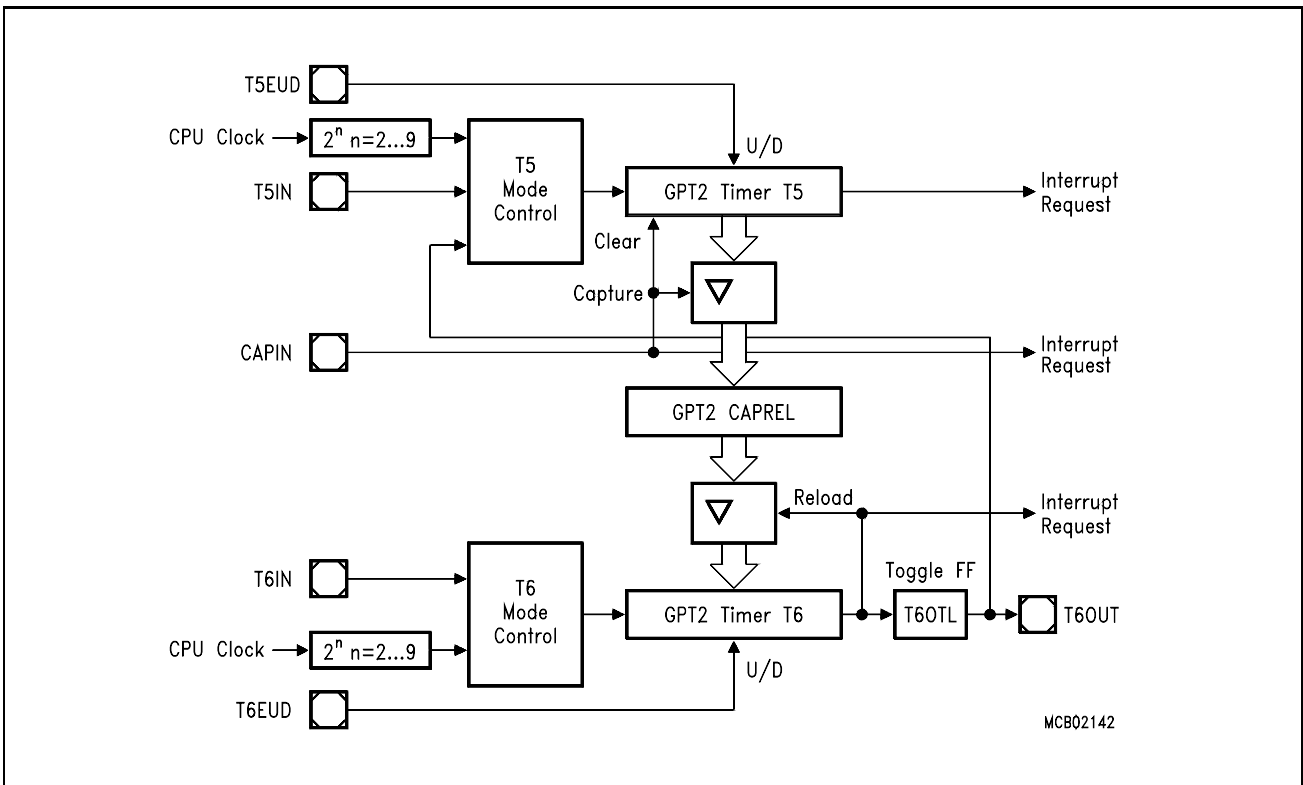 T5EUD
U/D
CPU Clock
2ⁿ n=2...9
T5
Mode
Control
T5IN
GPT2 Timer T5
Interrupt
Request
Clear
Capture
CAPIN
Interrupt
Request
GPT2 CAPREL
Reload
Interrupt
Request
T6IN
T6
Mode
Control
Toggle FF
GPT2 Timer T6
T6OTL
T6OUT
CPU Clock
2ⁿ n=2...9
U/D
T6EUD
MCB02142